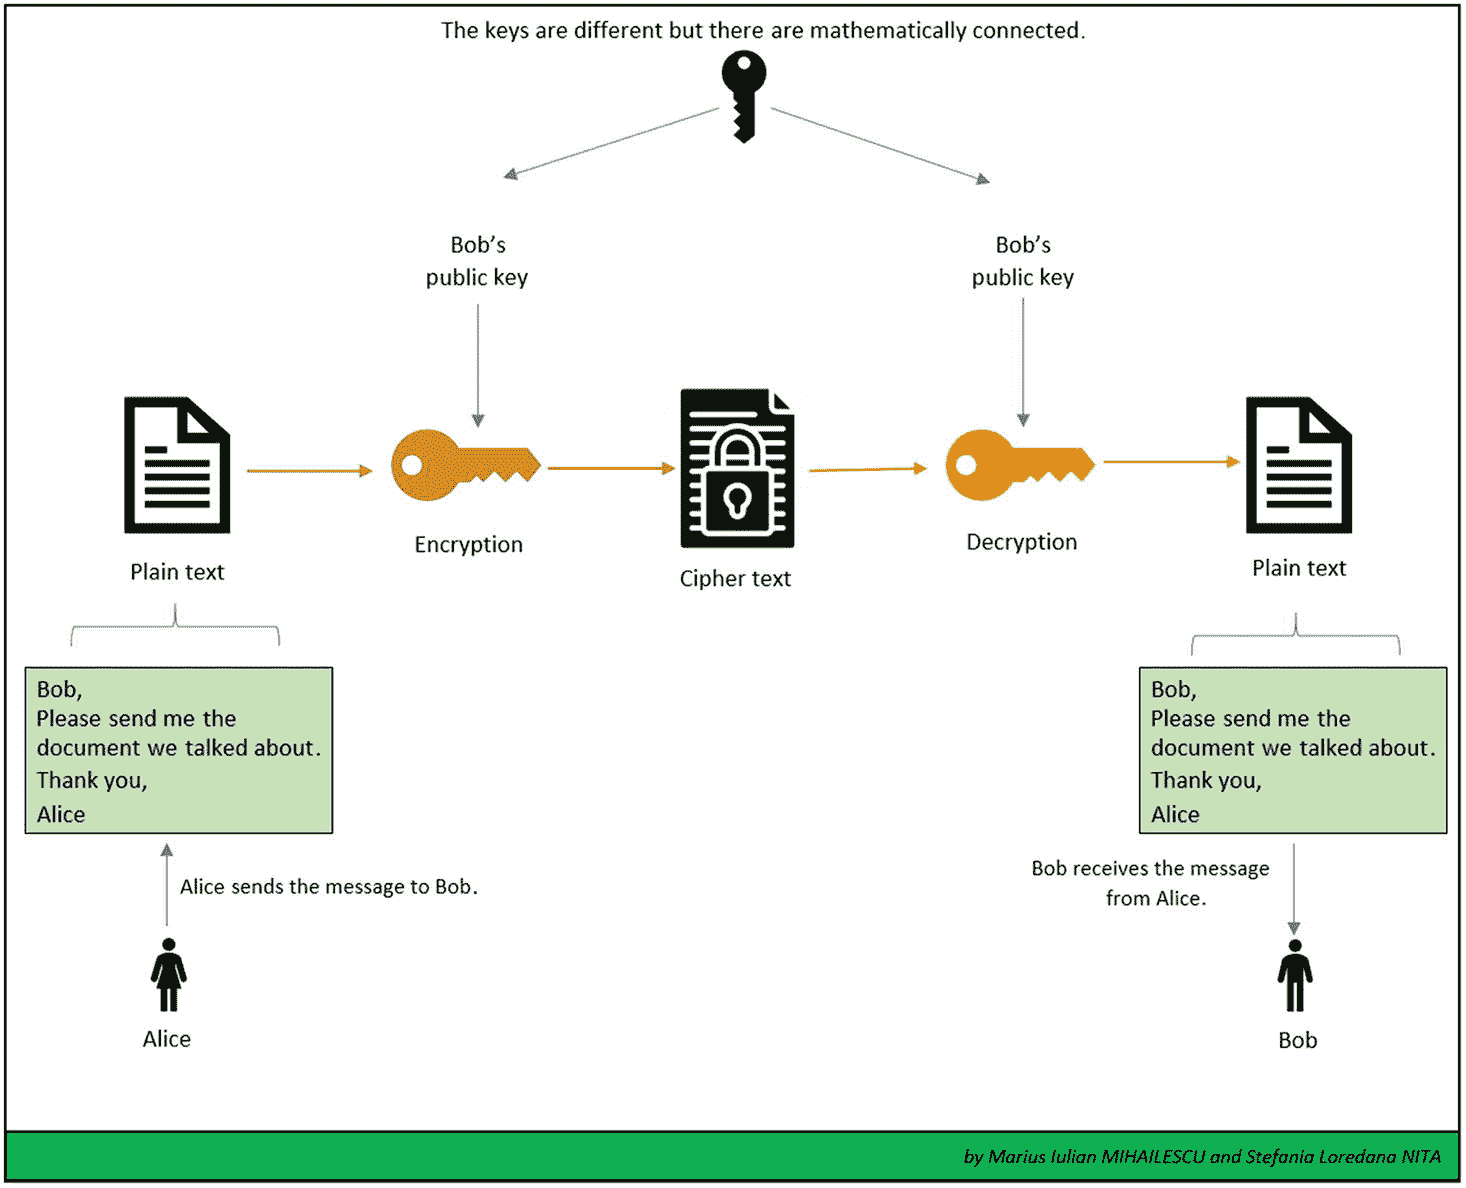 The keys are different but there are mathematically connected.
Bob's
public key
Bob's
public key
Encryption
Decryption
Plain text
Cipher text
Plain text
Bob,
Please send me the
document we talked about.
Thank you,
Alice
Bob,
Please send me the
document we talked about.
Thank you,
Alice
Alice sends the message to Bob.
Bob receives the message
from Alice.
Alice
Bob
by Marius Iulian MIHAILESCU and Stefania Loredana NITA